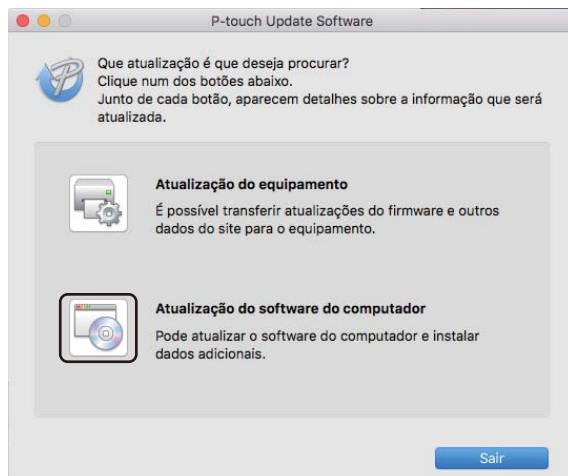 P-touch Update Software
Que atualização é que deseja procurar?
Clique num dos botões abaixo.
Junto de cada botão, aparecem detalhes sobre a informação que será
atualizada.
Atualização do equipamento
É possível transferir atualizações do firmware e outros
dados do site para o equipamento.
Atualização do software do computador
Pode atualizar o software do computador e instalar
dados adicionais.
Sair